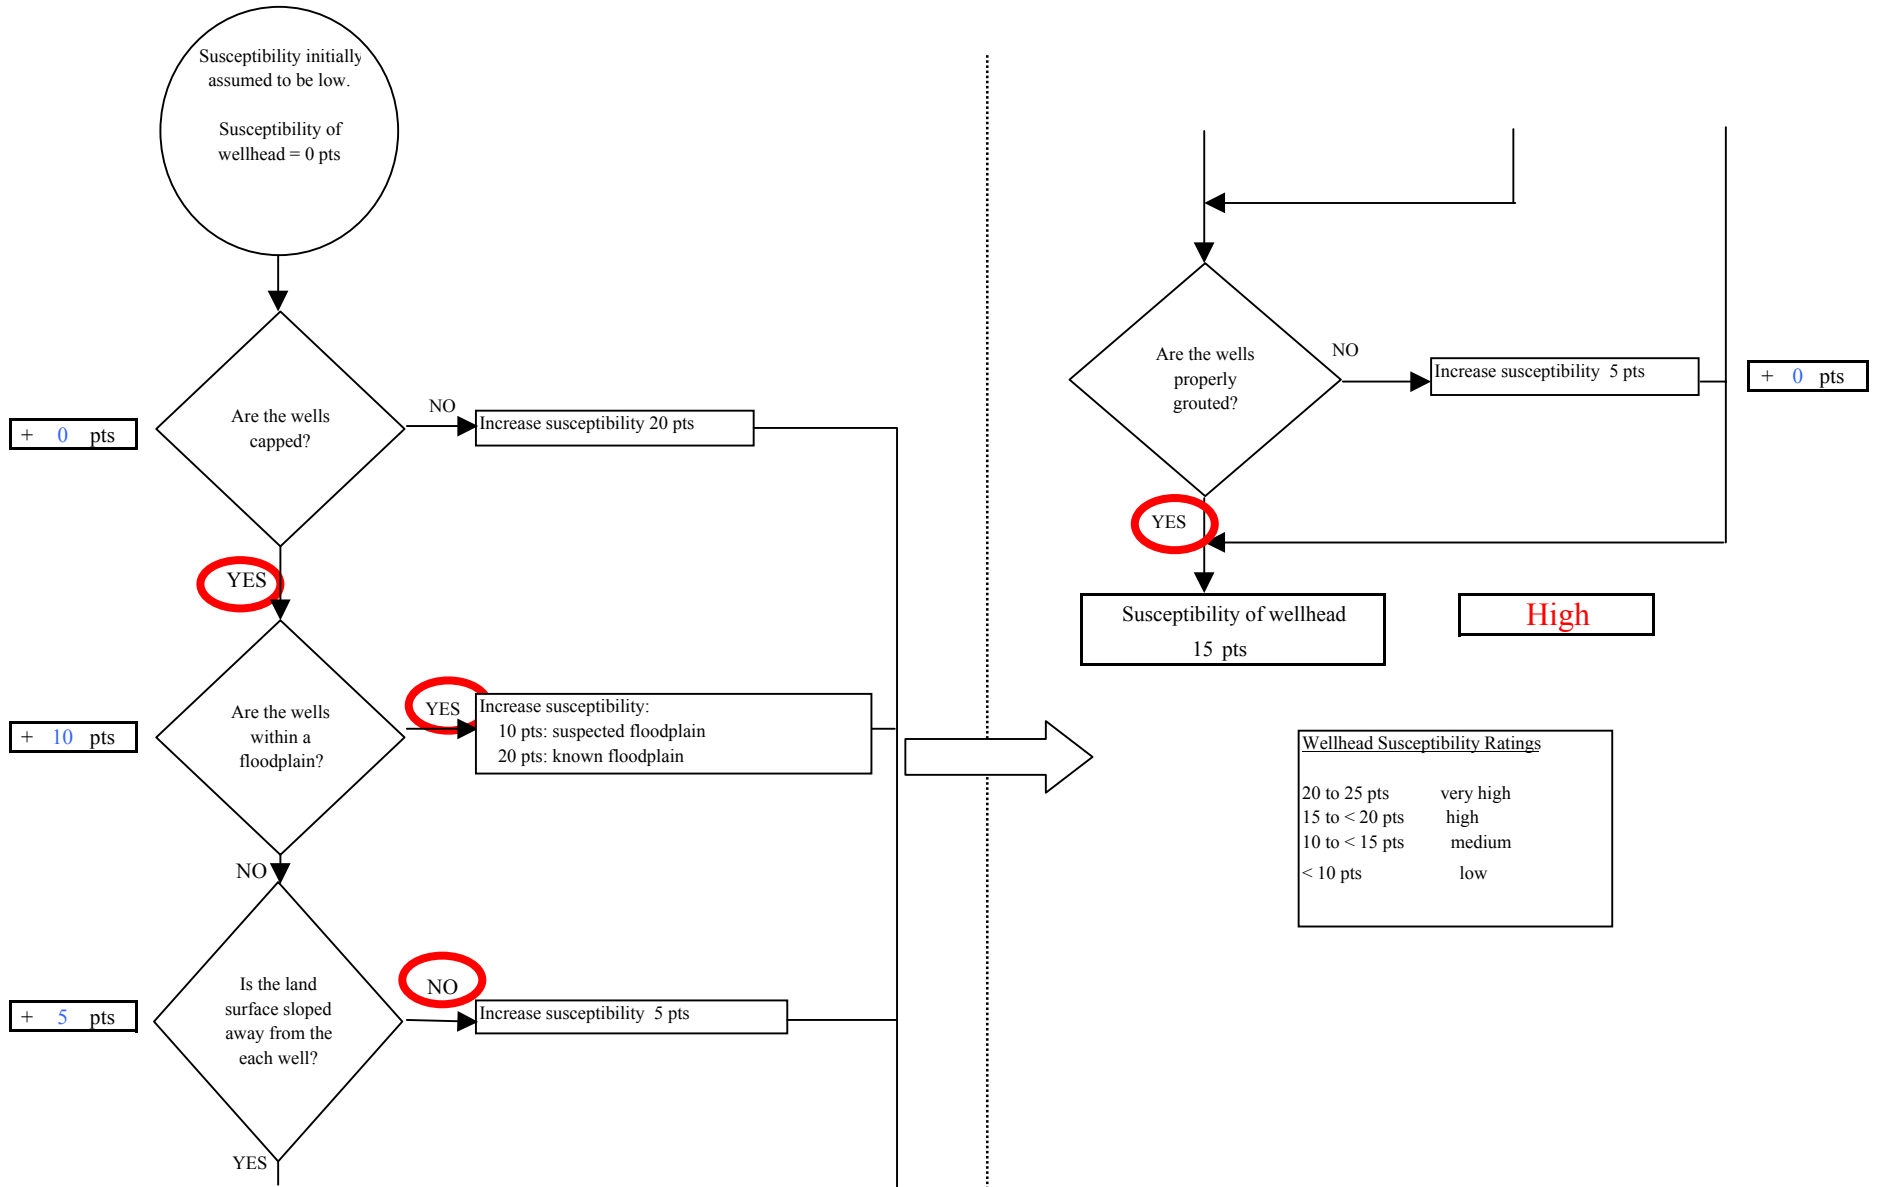 Susceptibility initially
assumed to be low.
Susceptibility of
wellhead = 0 pts
Are the wells
capped?
NO
Increase susceptibility 20 pts
+ 0 pts
YES
Are the wells
within a
floodplain?
YES
Increase susceptibility:
10 pts: suspected floodplain
20 pts: known floodplain
+ 10 pts
NO
Is the land
surface sloped
away from the
each well?
NO
Increase susceptibility 5 pts
+ 5 pts
YES
Are the wells
properly
grouted?
NO
Increase susceptibility 5 pts
+ 0 pts
YES
Susceptibility of wellhead
15 pts
High
Wellhead Susceptibility Ratings
20 to 25 pts very high
15 to < 20 pts high
10 to < 15 pts medium
< 10 pts low